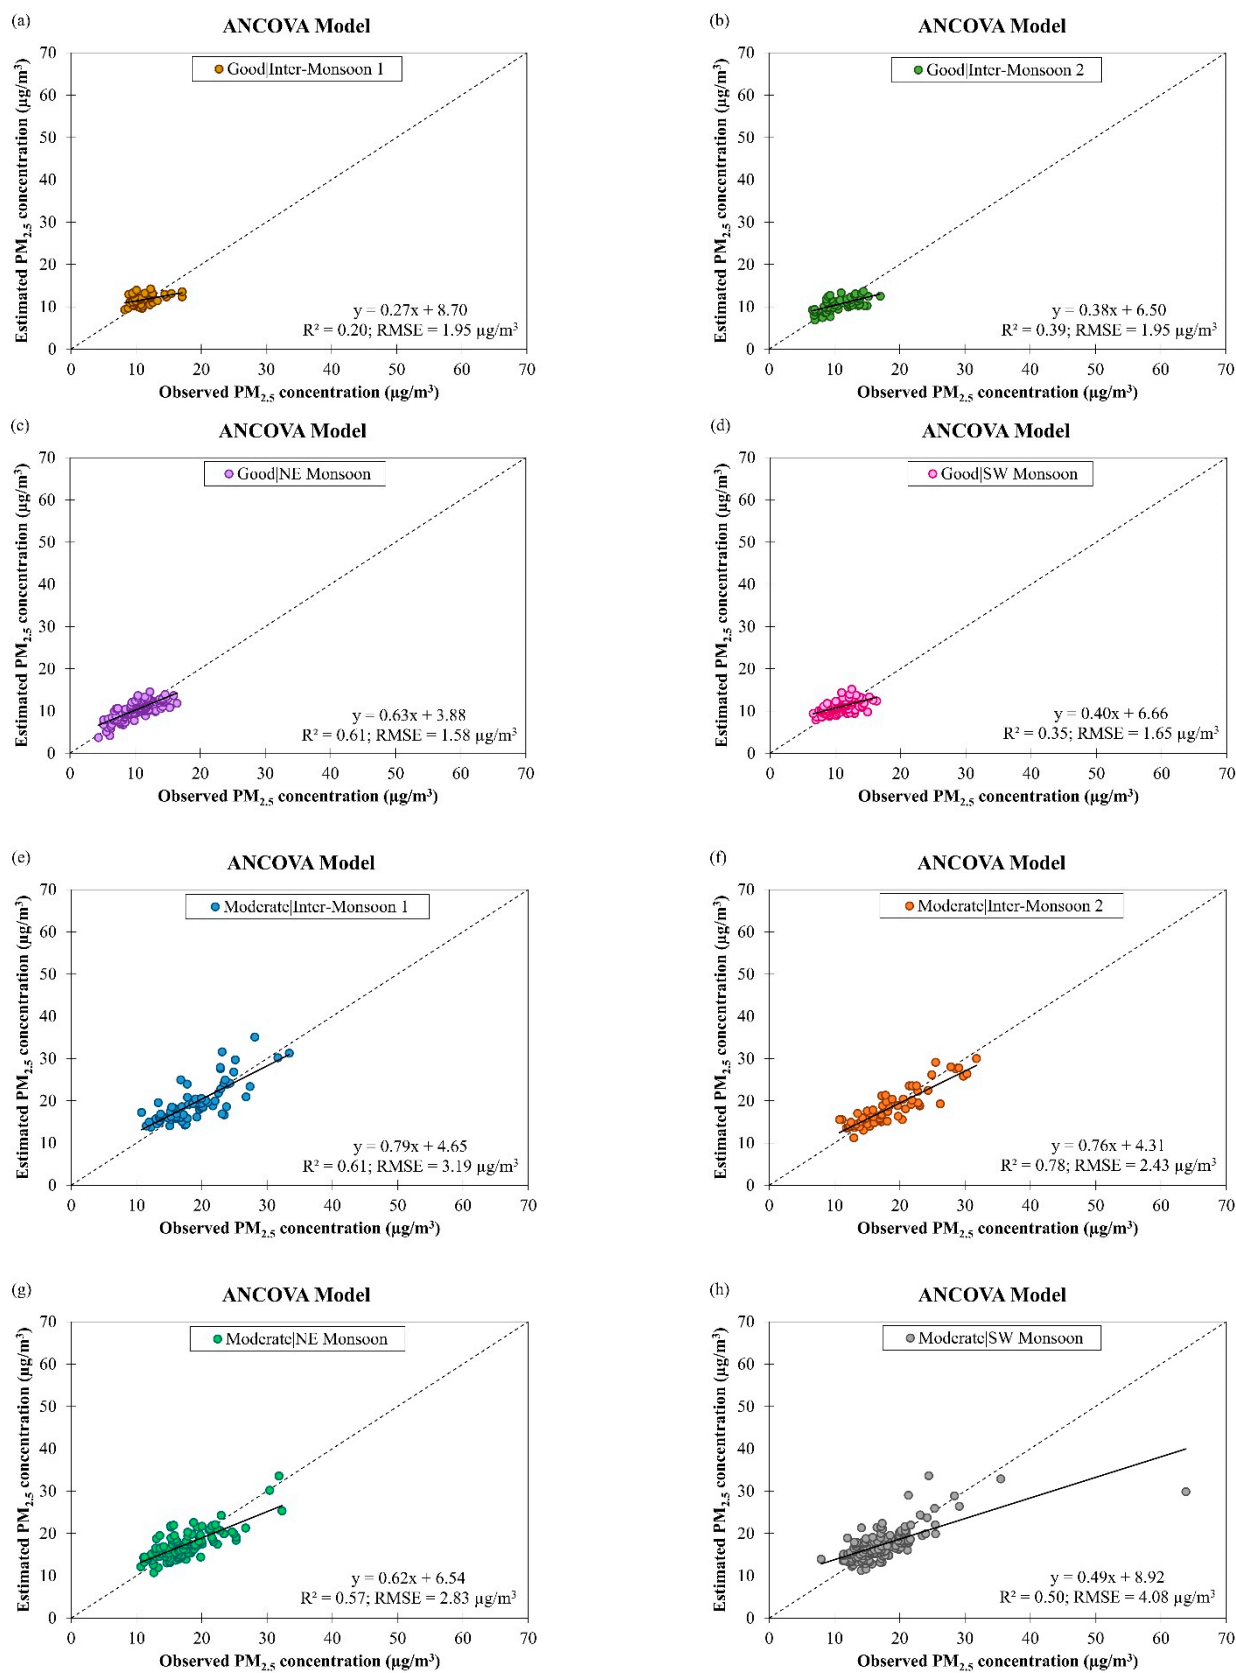 (a)
ANCOVA Model
Good|Inter-Monsoon 1
Estimated PM2.5 concentration (µg/m³)
70
60
50
40
30
20
10
0
y = 0.27x + 8.70
R² = 0.20; RMSE = 1.95 µg/m³
0 10 20 30 40 50 60 70
Observed PM2.5 concentration (µg/m³)
(b)
ANCOVA Model
Good|Inter-Monsoon 2
Estimated PM2.5 concentration (µg/m³)
70
60
50
40
30
20
10
0
y = 0.38x + 6.50
R² = 0.39; RMSE = 1.95 µg/m³
0 10 20 30 40 50 60 70
Observed PM2.5 concentration (µg/m³)
(c)
ANCOVA Model
Good|NE Monsoon
Estimated PM2.5 concentration (µg/m³)
70
60
50
40
30
20
10
0
y = 0.63x + 3.88
R² = 0.61; RMSE = 1.58 µg/m³
0 10 20 30 40 50 60 70
Observed PM2.5 concentration (µg/m³)
(d)
ANCOVA Model
Good|SW Monsoon
Estimated PM2.5 concentration (µg/m³)
70
60
50
40
30
20
10
0
y = 0.40x + 6.66
R² = 0.35; RMSE = 1.65 µg/m³
0 10 20 30 40 50 60 70
Observed PM2.5 concentration (µg/m³)
(e)
ANCOVA Model
Moderate|Inter-Monsoon 1
Estimated PM2.5 concentration (µg/m³)
70
60
50
40
30
20
10
0
y = 0.79x + 4.65
R² = 0.61; RMSE = 3.19 µg/m³
0 10 20 30 40 50 60 70
Observed PM2.5 concentration (µg/m³)
(f)
ANCOVA Model
Moderate|Inter-Monsoon 2
Estimated PM2.5 concentration (µg/m³)
70
60
50
40
30
20
10
0
y = 0.76x + 4.31
R² = 0.78; RMSE = 2.43 µg/m³
0 10 20 30 40 50 60 70
Observed PM2.5 concentration (µg/m³)
(g)
ANCOVA Model
Moderate|NE Monsoon
Estimated PM2.5 concentration (µg/m³)
70
60
50
40
30
20
10
0
y = 0.62x + 6.54
R² = 0.57; RMSE = 2.83 µg/m³
0 10 20 30 40 50 60 70
Observed PM2.5 concentration (µg/m³)
(h)
ANCOVA Model
Moderate|SW Monsoon
Estimated PM2.5 concentration (µg/m³)
70
60
50
40
30
20
10
0
y = 0.49x + 8.92
R² = 0.50; RMSE = 4.08 µg/m³
0 10 20 30 40 50 60 70
Observed PM2.5 concentration (µg/m³)